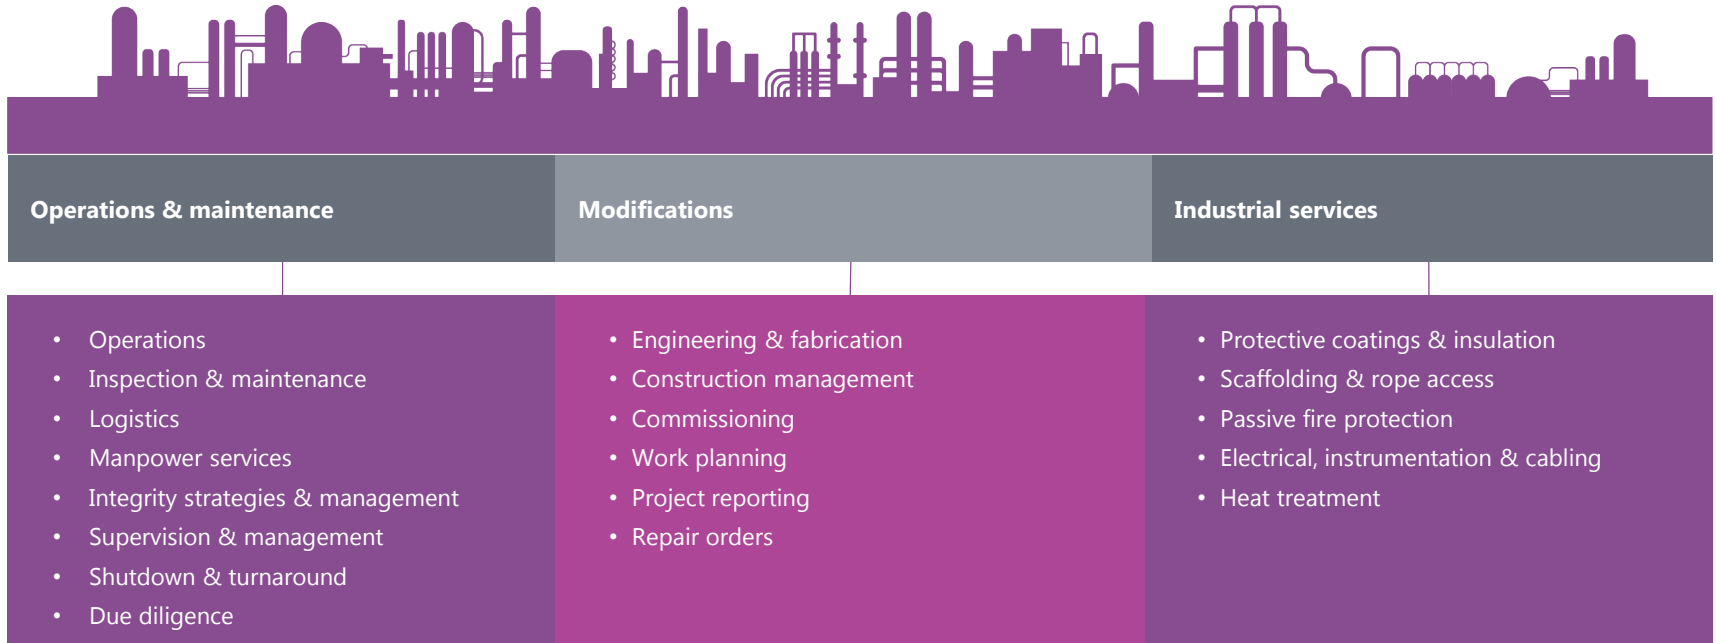 Operations & maintenance
Modifications
Industrial services
• Operations
• Inspection & maintenance
• Logistics
• Manpower services
• Integrity strategies & management
• Supervision & management
• Shutdown & turnaround
• Due diligence
• Engineering & fabrication
• Construction management
• Commissioning
• Work planning
• Project reporting
• Repair orders
• Protective coatings & insulation
• Scaffolding & rope access
• Passive fire protection
• Electrical, instrumentation & cabling
• Heat treatment